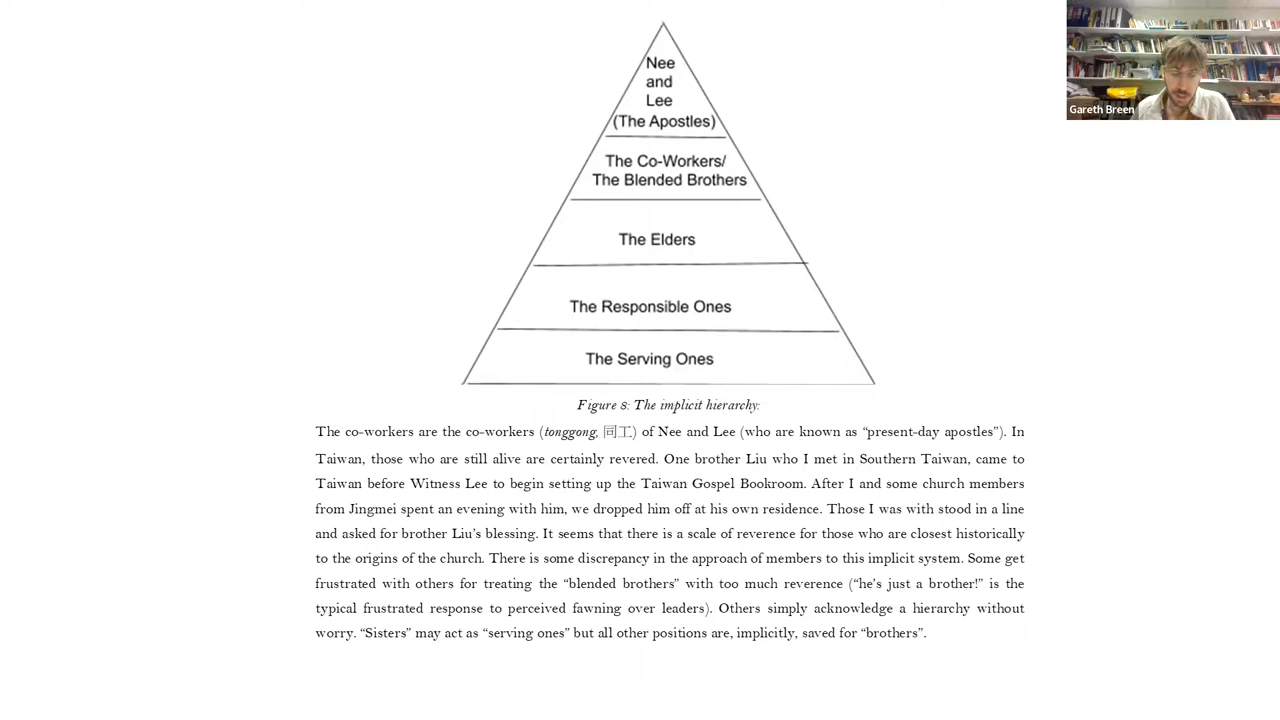 Nee
and
Lee
(The Apostles)
The Co-Workers/
The Blended Brothers
The Elders
The Responsible Ones
The Serving Ones
Gareth Breen
Figure 8: The implicit hierarchy:
The co-workers are the co-workers (tonggong, 同工) of Nee and Lee (who are known as “present-day apostles”). In
Taiwan, those who are still alive are certainly revered. One brother Liu who I met in Southern Taiwan, came to
Taiwan before Witness Lee to begin setting up the Taiwan Gospel Bookroom. After I and some church members
from Jingmei spent an evening with him, we dropped him off at his own residence. Those I was with stood in a line
and asked for brother Liu’s blessing. It seems that there is a scale of reverence for those who are closest historically
to the origins of the church. There is some discrepancy in the approach of members to this implicit system. Some get
frustrated with others for treating the “blended brothers” with too much reverence (“he’s just a brother!” is the
typical frustrated response to perceived fawning over leaders). Others simply acknowledge a hierarchy without
worry. “Sisters” may act as “serving ones” but all other positions are, implicitly, saved for “brothers”.